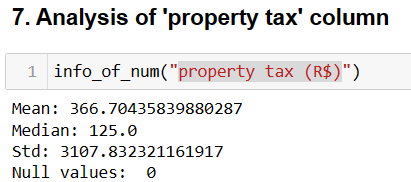 7. Analysis of 'property tax' column
1 info_of_num("property tax (R$)")
Mean: 366.70435839880287
Median: 125.0
Std: 3107.832321161917
Null values:  0